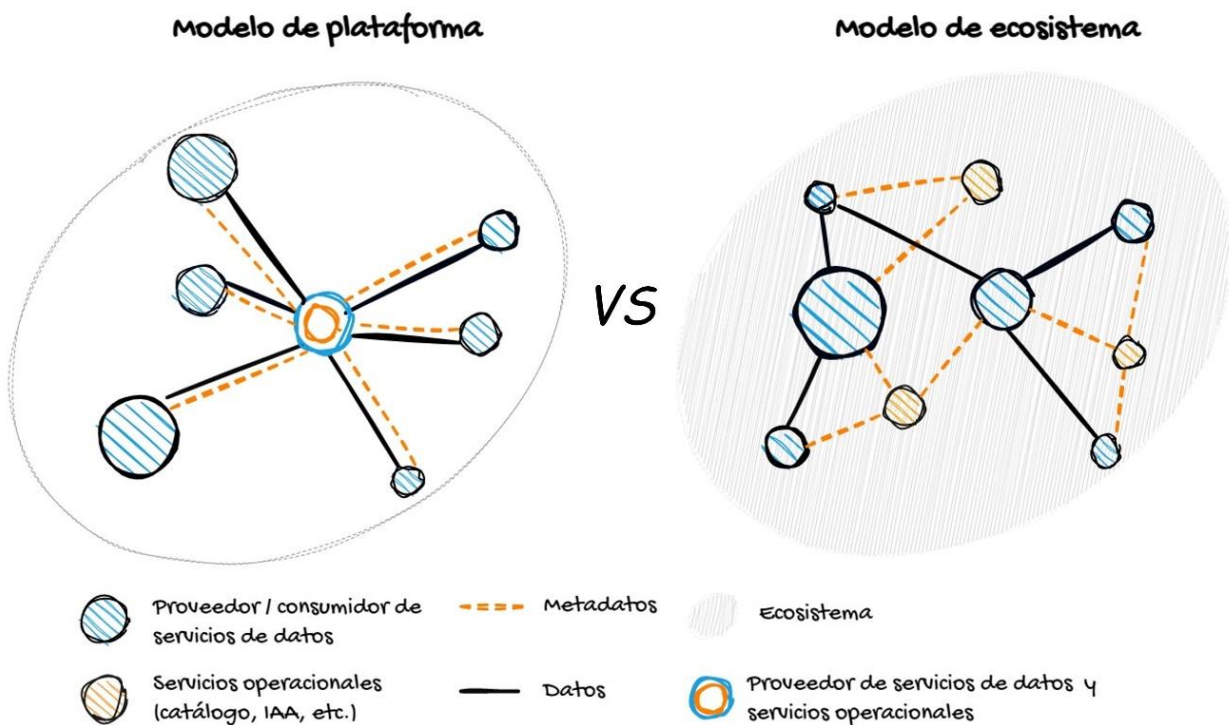 Modelo de plataforma
Modelo de ecosistema
VS
Proveedor / consumidor de
servicios de datos
Metadatos
Ecosistema
Servicios operacionales
(catálogo, IAA, etc.)
Datos
Proveedor de servicios de datos y
servicios operacionales